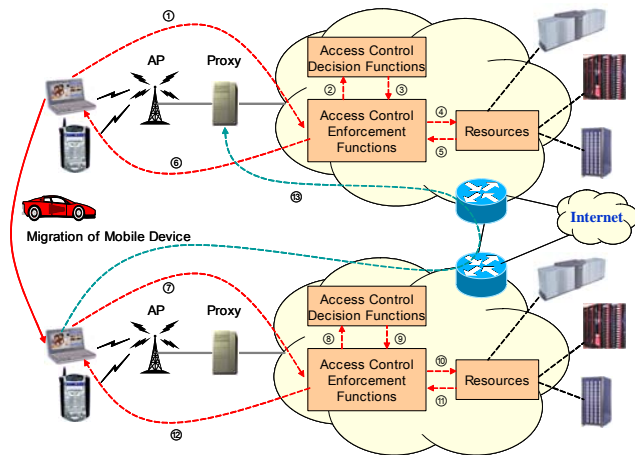 ①
AP
Proxy
Access Control
Decision Functions
②
③
Access Control
Enforcement
Functions
④
⑤
Resources
⑥
⑬
Internet
Migration of Mobile Device
⑦
AP
Proxy
Access Control
Decision Functions
⑧
⑨
Access Control
Enforcement
Functions
⑩
⑪
Resources
⑫